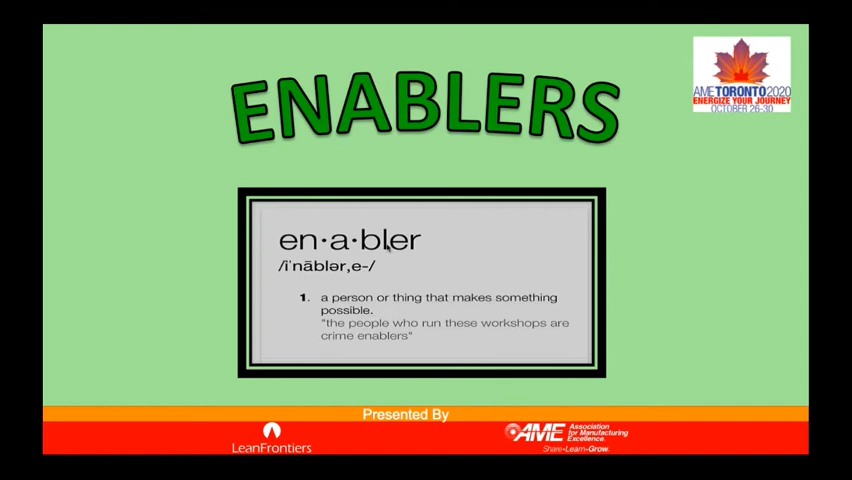 ENABLERS
AMETORONTO2020
ENERGIZE YOUR JOURNEY
OCTOBER 26-30
en·a·bler
/iˈnāblər,e-/
1. a person or thing that makes something
possible.
"the people who run these workshops are
crime enablers"
Presented By
LeanFrontiers
AME Association
for Manufacturing
Excellence.
Share-Learn-Grow.